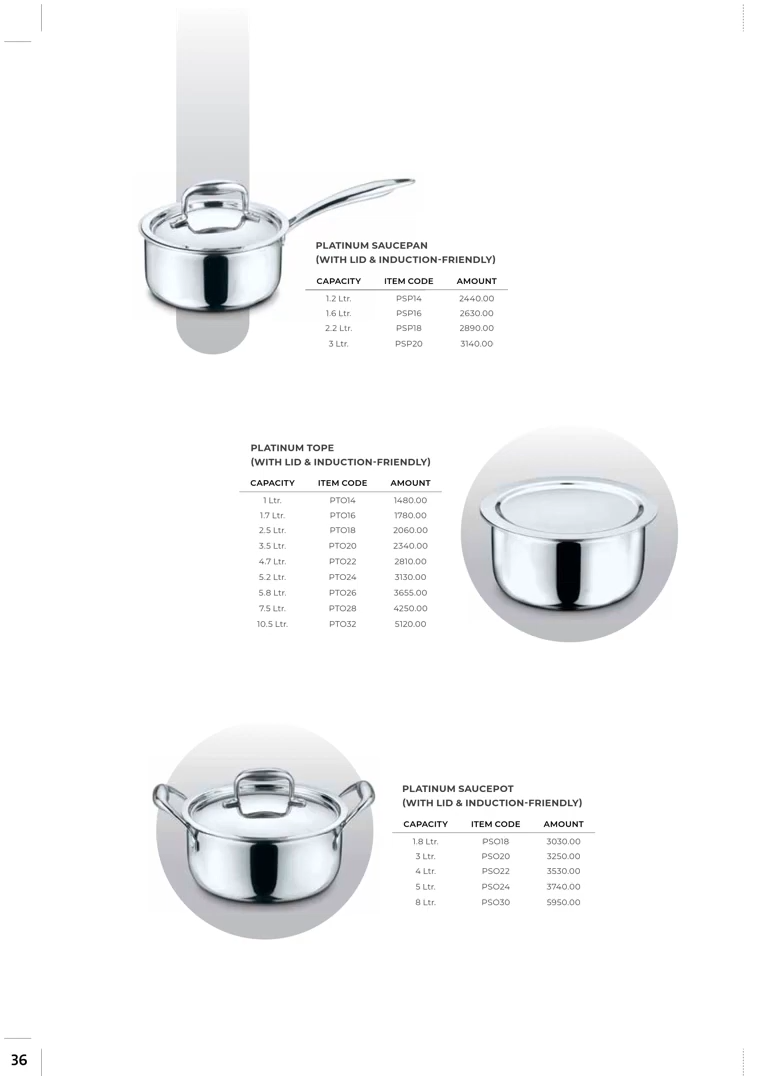 PLATINUM SAUCEPAN
(WITH LID & INDUCTION-FRIENDLY)
CAPACITY ITEM CODE AMOUNT
1.2 Ltr. PSP14 2440.00
1.6 Ltr. PSP16 2630.00
2.2 Ltr. PSP18 2890.00
3 Ltr. PSP20 3140.00
PLATINUM TOPE
(WITH LID & INDUCTION-FRIENDLY)
CAPACITY ITEM CODE AMOUNT
1 Ltr. PTO14 1480.00
1.7 Ltr. PTO16 1780.00
2.5 Ltr. PTO18 2060.00
3.5 Ltr. PTO20 2340.00
4.7 Ltr. PTO22 2810.00
5.2 Ltr. PTO24 3130.00
5.8 Ltr. PTO26 3655.00
7.5 Ltr. PTO28 4250.00
10.5 Ltr. PTO32 5120.00
PLATINUM SAUCEPOT
(WITH LID & INDUCTION-FRIENDLY)
CAPACITY ITEM CODE AMOUNT
1.8 Ltr. PSO18 3030.00
3 Ltr. PSO20 3250.00
4 Ltr. PSO22 3530.00
5 Ltr. PSO24 3740.00
8 Ltr. PSO30 5950.00
36